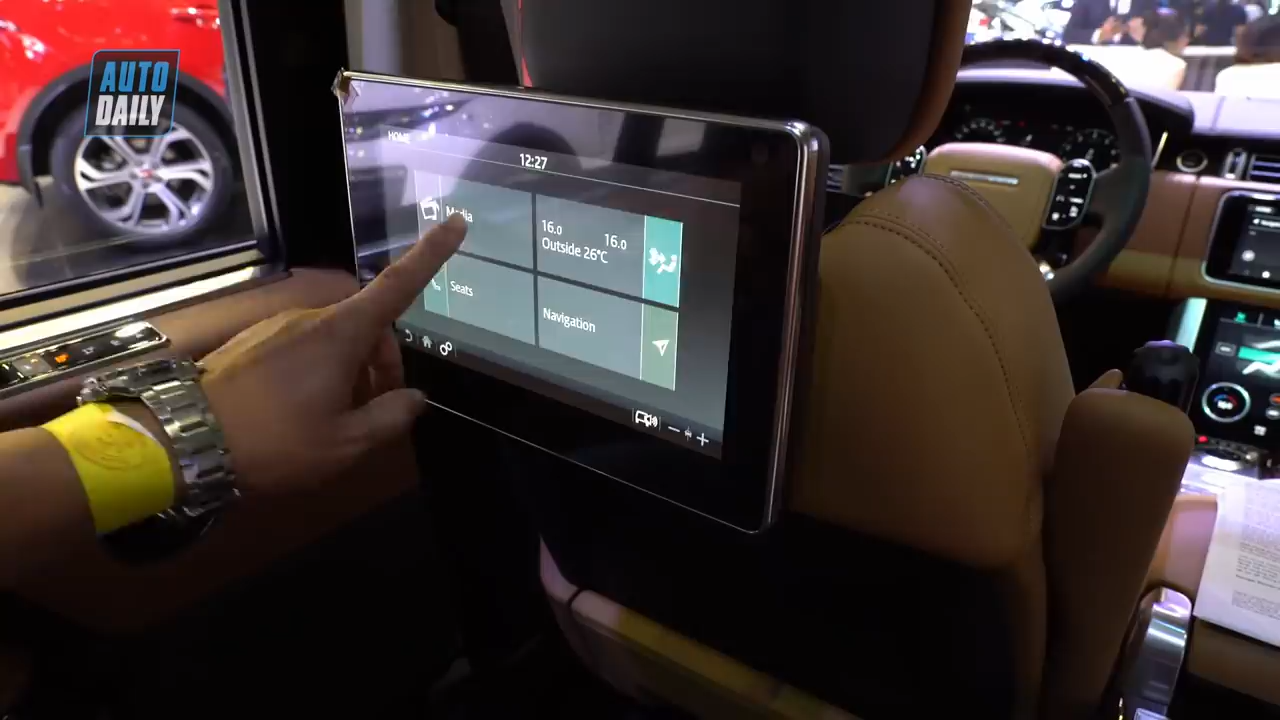 AUTO
DAILY
HOME
12:27
Media
16.0 16.0
Outside 26°C
Seats
Navigation